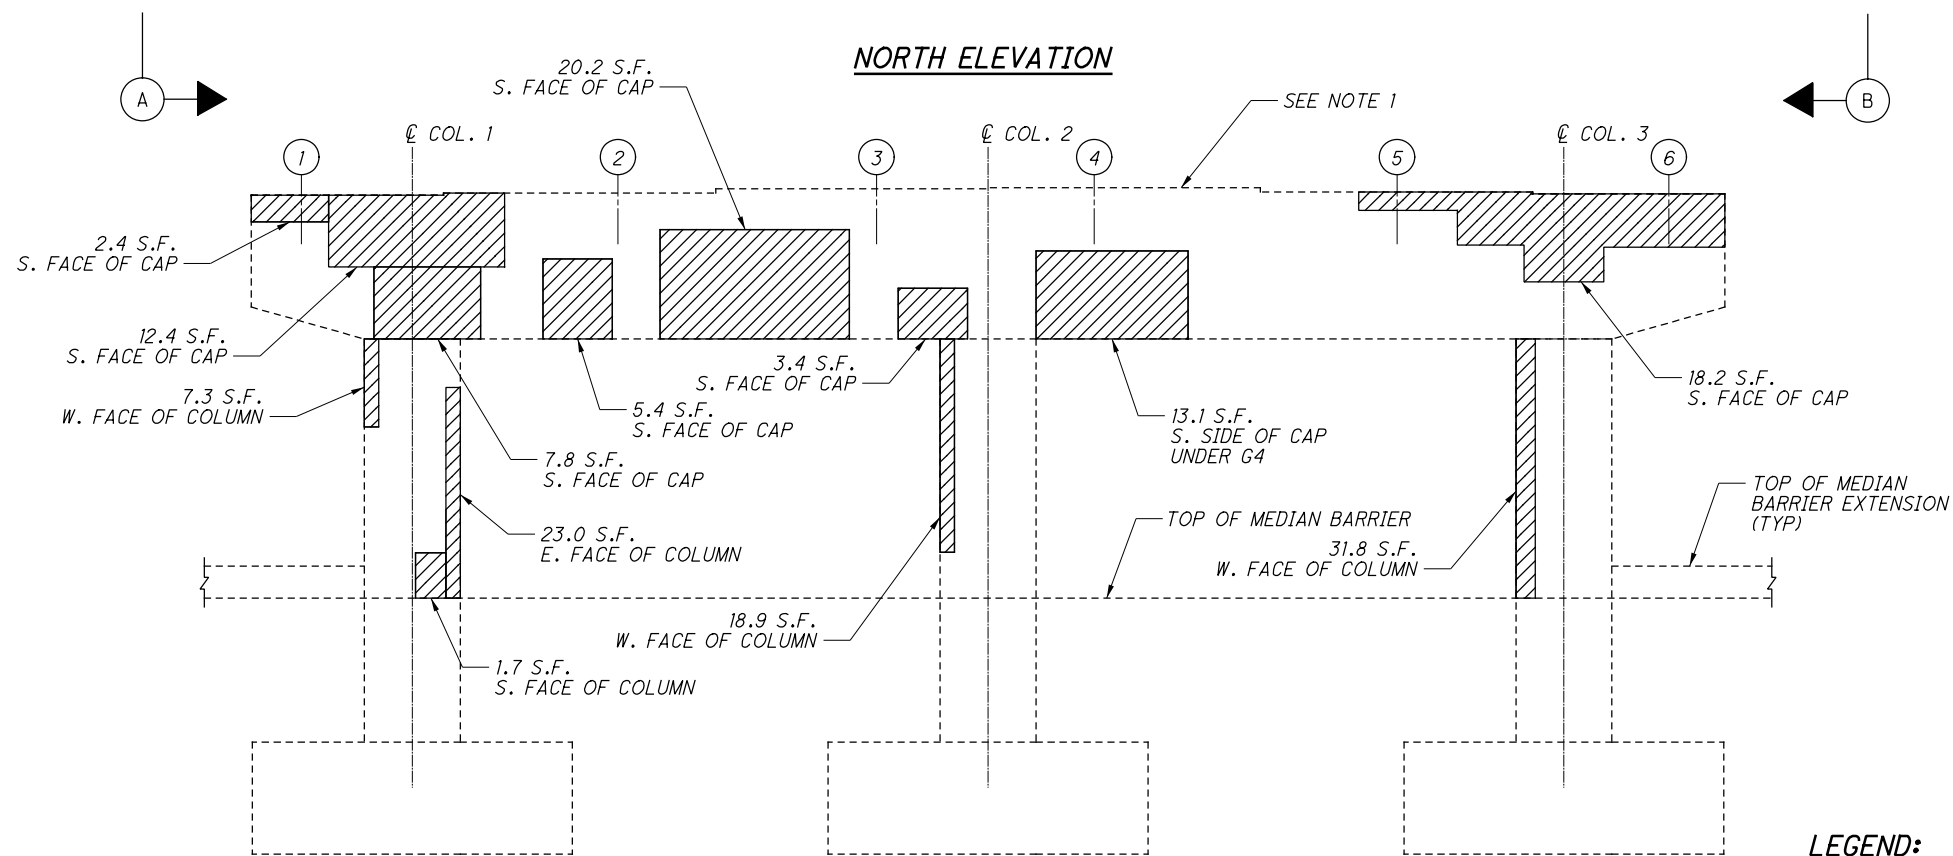 NORTH ELEVATION
A
B
20.2 S.F.
S. FACE OF CAP
SEE NOTE 1
℄ COL. 1
℄ COL. 2
℄ COL. 3
1
2
3
4
5
6
2.4 S.F.
S. FACE OF CAP
12.4 S.F.
S. FACE OF CAP
7.3 S.F.
W. FACE OF COLUMN
3.4 S.F.
S. FACE OF CAP
18.2 S.F.
S. FACE OF CAP
5.4 S.F.
S. FACE OF CAP
13.1 S.F.
S. SIDE OF CAP
UNDER G4
7.8 S.F.
S. FACE OF CAP
TOP OF MEDIAN
BARRIER EXTENSION
(TYP)
TOP OF MEDIAN BARRIER
23.0 S.F.
E. FACE OF COLUMN
31.8 S.F.
W. FACE OF COLUMN
18.9 S.F.
W. FACE OF COLUMN
1.7 S.F.
S. FACE OF COLUMN
LEGEND: